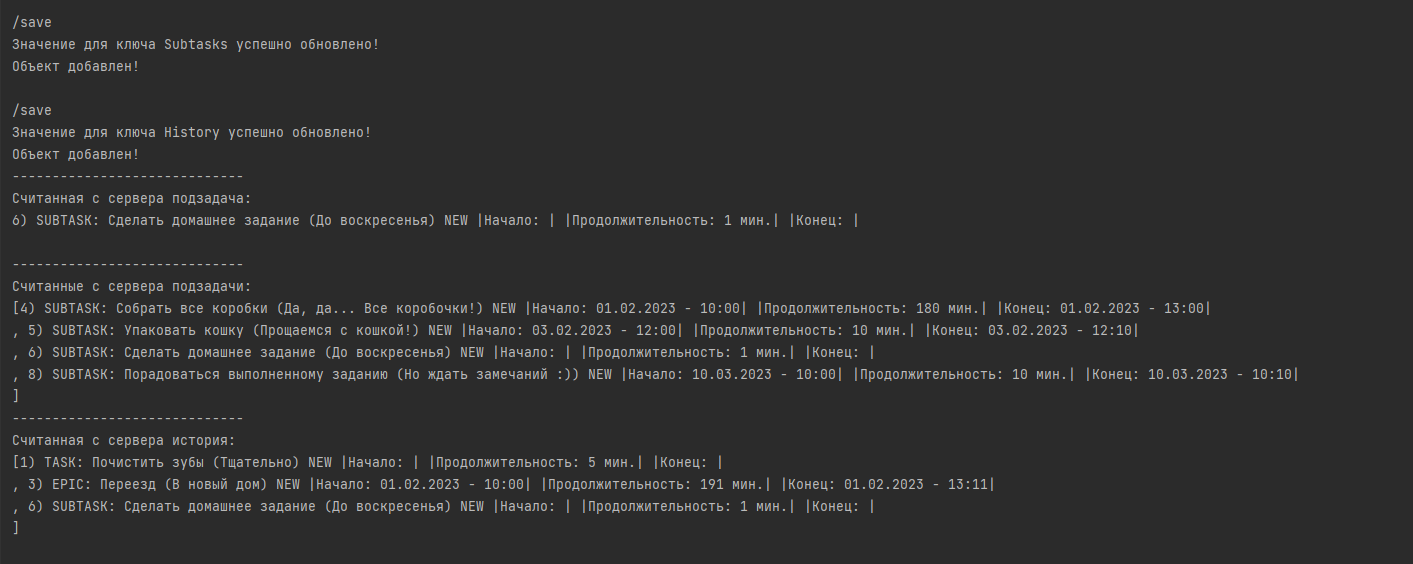 /save
Значение для ключа Subtasks успешно обновлено!
Объект добавлен!
/save
Значение для ключа History успешно обновлено!
Объект добавлен!
-----------------------------
Считанная с сервера подзадача:
6) SUBTASK: Сделать домашнее задание (До воскресенья) NEW |Начало: | |Продолжительность: 1 мин.| |Конец: |
-----------------------------
Считанные с сервера подзадачи:
[4) SUBTASK: Собрать все коробки (Да, да... Все коробочки!) NEW |Начало: 01.02.2023 - 10:00| |Продолжительность: 180 мин.| |Конец: 01.02.2023 - 13:00|
, 5) SUBTASK: Упаковать кошку (Прощаемся с кошкой!) NEW |Начало: 03.02.2023 - 12:00| |Продолжительность: 10 мин.| |Конец: 03.02.2023 - 12:10|
, 6) SUBTASK: Сделать домашнее задание (До воскресенья) NEW |Начало: | |Продолжительность: 1 мин.| |Конец: |
, 8) SUBTASK: Порадоваться выполненному заданию (Но ждать замечаний :)) NEW |Начало: 10.03.2023 - 10:00| |Продолжительность: 10 мин.| |Конец: 10.03.2023 - 10:10|
]
-----------------------------
Считанная с сервера история:
[1) TASK: Почистить зубы (Тщательно) NEW |Начало: | |Продолжительность: 5 мин.| |Конец: |
, 3) EPIC: Переезд (В новый дом) NEW |Начало: 01.02.2023 - 10:00| |Продолжительность: 191 мин.| |Конец: 01.02.2023 - 13:11|
, 6) SUBTASK: Сделать домашнее задание (До воскресенья) NEW |Начало: | |Продолжительность: 1 мин.| |Конец: |
]